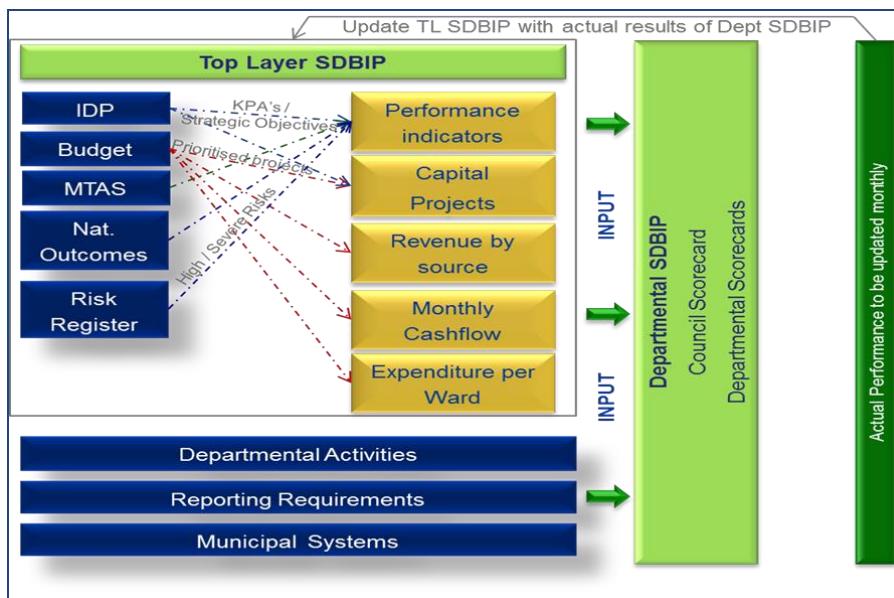 Update TL SDBIP with actual results of Dept SDBIP
Top Layer SDBIP
IDP
Budget
MTAS
Nat.
Outcomes
Risk
Register
KPA's /
Strategic Objectives
Prioritised projects
High / Severe Risks
Performance
indicators
Capital
Projects
Revenue by
source
Monthly
Cashflow
Expenditure per
Ward
INPUT
INPUT
Departmental Activities
Reporting Requirements
Municipal Systems
Departmental SDBIP
Council Scorecard
Departmental Scorecards
Actual Performance to be updated monthly